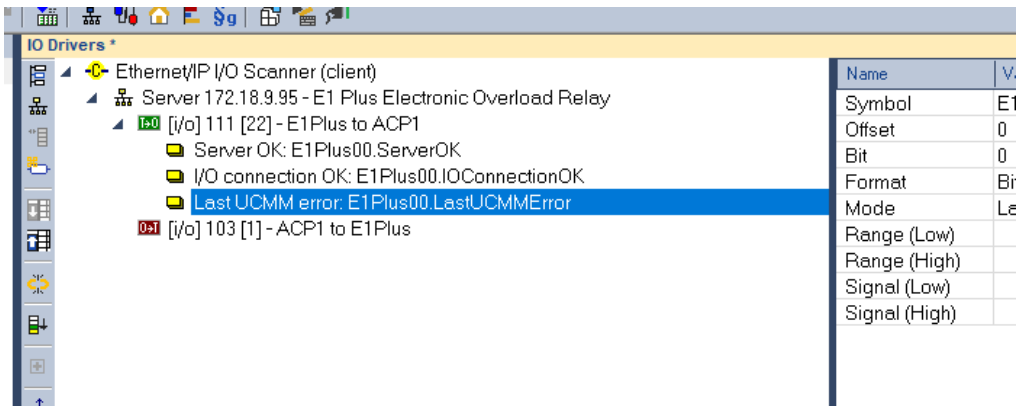 §g
IO Drivers *
-C- Ethernet/IP I/O Scanner (client)
Server 172.18.9.95 - E1 Plus Electronic Overload Relay
T->O [i/o] 111 [22] - E1Plus to ACP1
Server OK: E1Plus00.ServerOK
I/O connection OK: E1Plus00.IOConnectionOK
Last UCMM error: E1Plus00.LastUCMMError
O->T [i/o] 103 [1] - ACP1 to E1Plus
Name
Symbol E1
Offset 0
Bit 0
Format
Mode
Range (Low)
Range (High)
Signal (Low)
Signal (High)